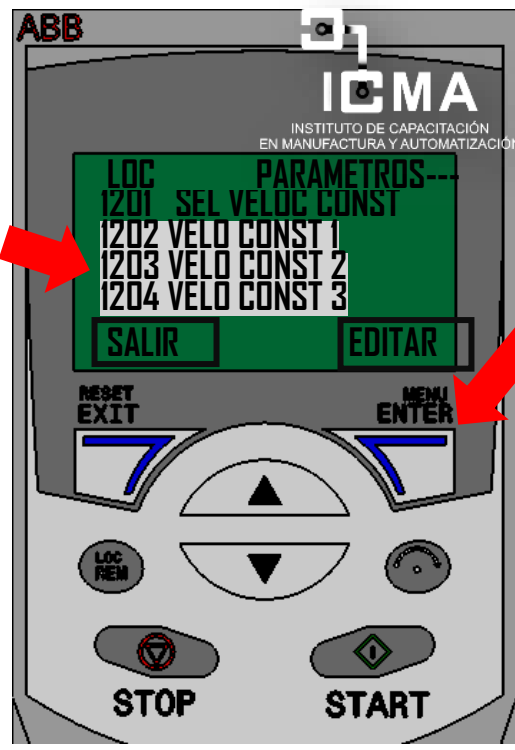 ABB
ICMA
INSTITUTO DE CAPACITACIÓN
EN MANUFACTURA Y AUTOMATIZACIÓN
LOC PARAMETROS---
1201 SEL VELOC CONST
1202 VELO CONST 1
1203 VELO CONST 2
1204 VELO CONST 3
SALIR EDITAR
RESET MENU
EXIT ENTER
LOC
REM
STOP START